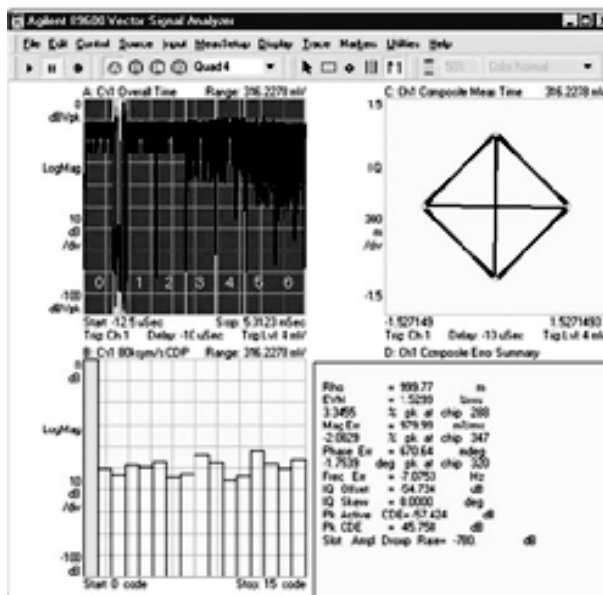 Agilent 89600 Vector Signal Analyzer
File Edit Control Source Input MeasSetup Display Trace Markers Utilities Help
Quad 4 50% Color Normal
A: Ch1 Overall Time Range: 316.2278 mV
0
dBVpk
LogMag
10
dB
/div
-100
dBVpk
0 1 2 3 4 5 6
Start: -12.5 uSec Stop: 5.3123 mSec
Trig: Ch 1 Delay: -10 uSec Trig Lvl: 4 mV
C: Ch1 Composite Meas Time 316.2278 mV
1.5
I/Q
300
m
/div
-1.5
-1.527149 1.5271493
Trig: Ch 1 Delay: -10 uSec Trig Lvl: 4 mV
B: Ch1 80ksym/s:CDP Range: 316.2278 mV
0
dB
LogMag
10
dB
/div
-100
dB
Start: 0 code Stop: 15 code
D: Ch1 Composite Error Summary
Rho = 999.77 m
EVM = 1.5299 %rms
3.3455 % pk at chip 288
Mag Err = 979.99 m%rms
-2.0829 % pk at chip 347
Phase Err = 670.64 mdeg
-1.7539 deg pk at chip 320
Freq Err = -7.0753 Hz
IQ Offset = -54.734 dB
IQ Skew = 0.0000 deg
Pk Active CDE=-57.424 dB
Pk CDE = -45.758 dB
Slot Ampl Droop Rate= -780. dB